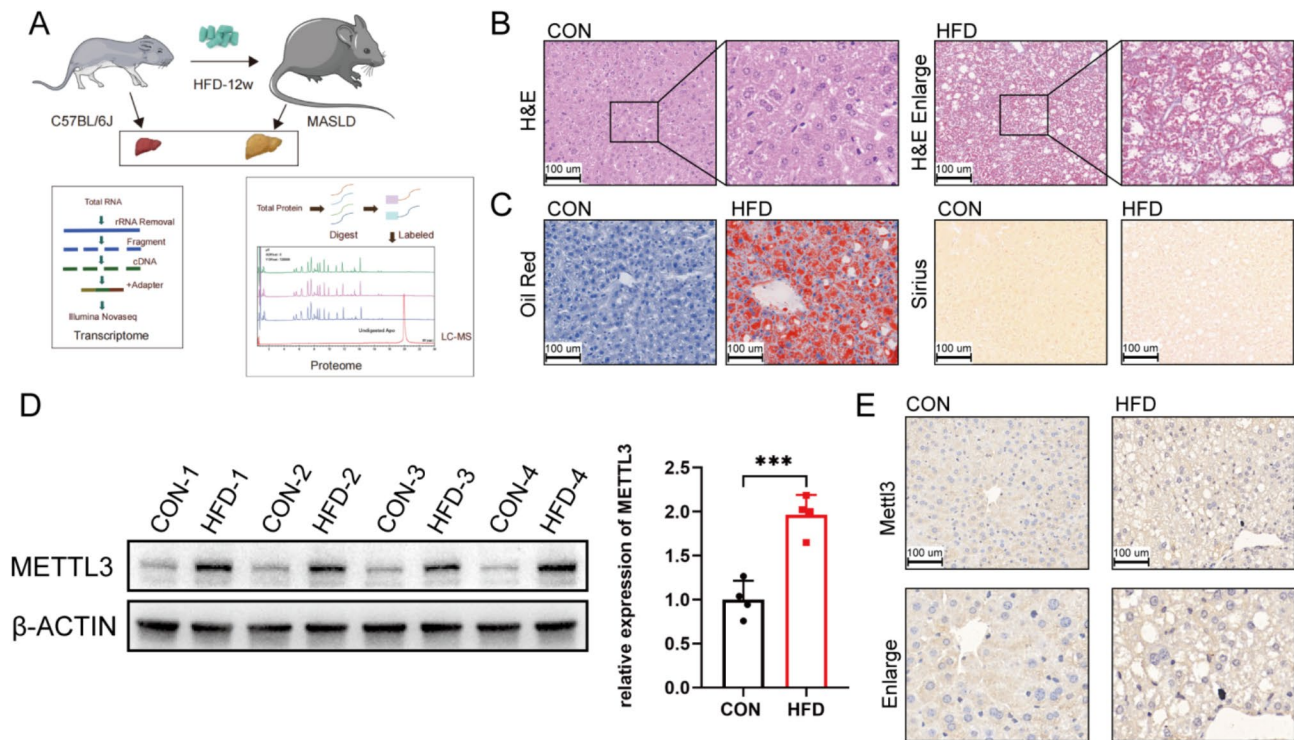 A
C57BL/6J
HFD-12w
MASLD
Total RNA
rRNA Removal
Fragment
cDNA
+Adapter
Illumina Novaseq
Transcriptome
Total Protein
Digest
Labeled
Undigested Apo
LC-MS
Proteome
B
CON
HFD
H&E
100 um
H&E Enlarge
100 um
C
CON
HFD
CON
HFD
Oil Red
100 um
100 um
Sirius
100 um
100 um
D
CON-1
HFD-1
CON-2
HFD-2
CON-3
HFD-3
CON-4
HFD-4
METTL3
β-ACTIN
relative expression of METTL3
2.5
2.0
1.5
1.0
0.5
0.0
***
CON
HFD
E
CON
HFD
Mettl3
100 um
100 um
Enlarge